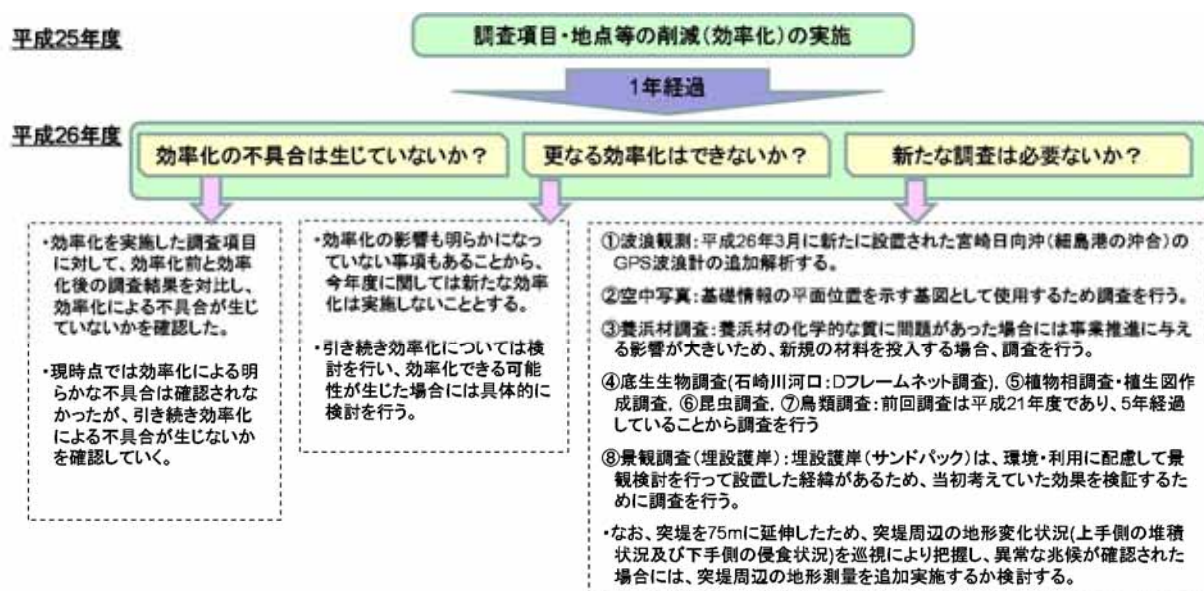 平成25年度
調査項目・地点等の削減(効率化)の実施
1年経過
平成26年度
効率化の不具合は生じていないか?
更なる効率化はできないか?
新たな調査は必要ないか?
・効率化を実施した調査項目
に対して、効率化前と効率
化後の調査結果を対比し、
効率化による不具合が生じ
ていないかを確認した。
・現時点では効率化による明
らかな不具合は確認されな
かったが、引き続き効率化
による不具合が生じないか
を確認していく。
・効率化の影響も明らかになっ
ていない事項もあることから、
今年度に関しては新たな効率
化は実施しないこととする。
・引き続き効率化については検
討を行い、効率化できる可
能性が生じた場合には具体的に
検討を行う。
①波浪観測:平成26年3月に新たに設置された宮崎日向沖(細島港の沖合)の
GPS波浪計の追加解析する。
②空中写真:基礎情報の平面位置を示す基図として使用するため調査を行う。
③養浜材調査:養浜材の化学的な質に問題があった場合には事業推進に与え
る影響が大きいため、新規の材料を投入する場合、調査を行う。
④底生生物調査(石崎川河口:Dフレームネット調査)、⑤植物相調査・植生図作
成調査、⑥昆虫調査、⑦鳥類調査:前回調査は平成21年度であり、5年経過
していることから調査を行う
⑧景観調査(埋設護岸):埋設護岸(サンドパック)は、環境・利用に配慮して景
観検討を行って設置した経緯があるため、当初考えていた効果を検証するた
めに調査を行う。
・なお、突堤を75mに延伸したため、突堤周辺の地形変化状況(上手側の堆積
状況及び下手側の侵食状況)を巡視により把握し、異常な兆候が確認された
場合には、突堤周辺の地形測量を追加実施するか検討する。